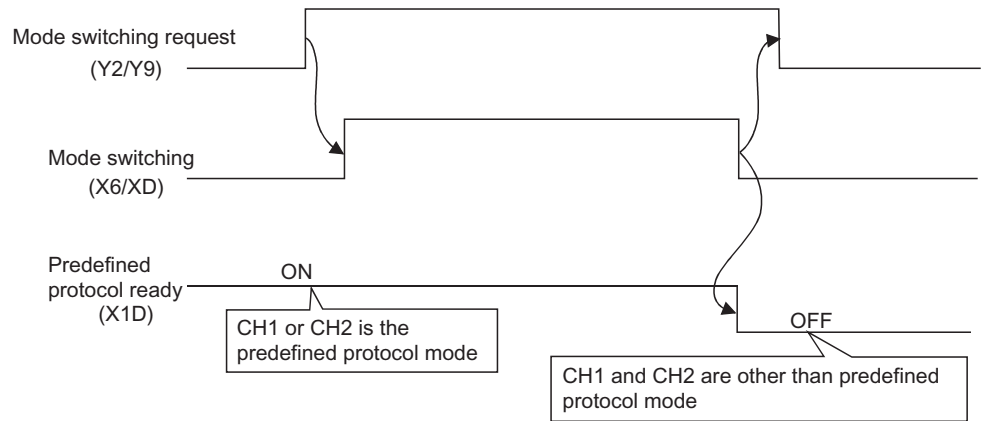 Mode switching request
(Y2/Y9)
Mode switching
(X6/XD)
Predefined
protocol ready
(X1D)
ON
CH1 or CH2 is the
predefined protocol mode
OFF
CH1 and CH2 are other than predefined
protocol mode